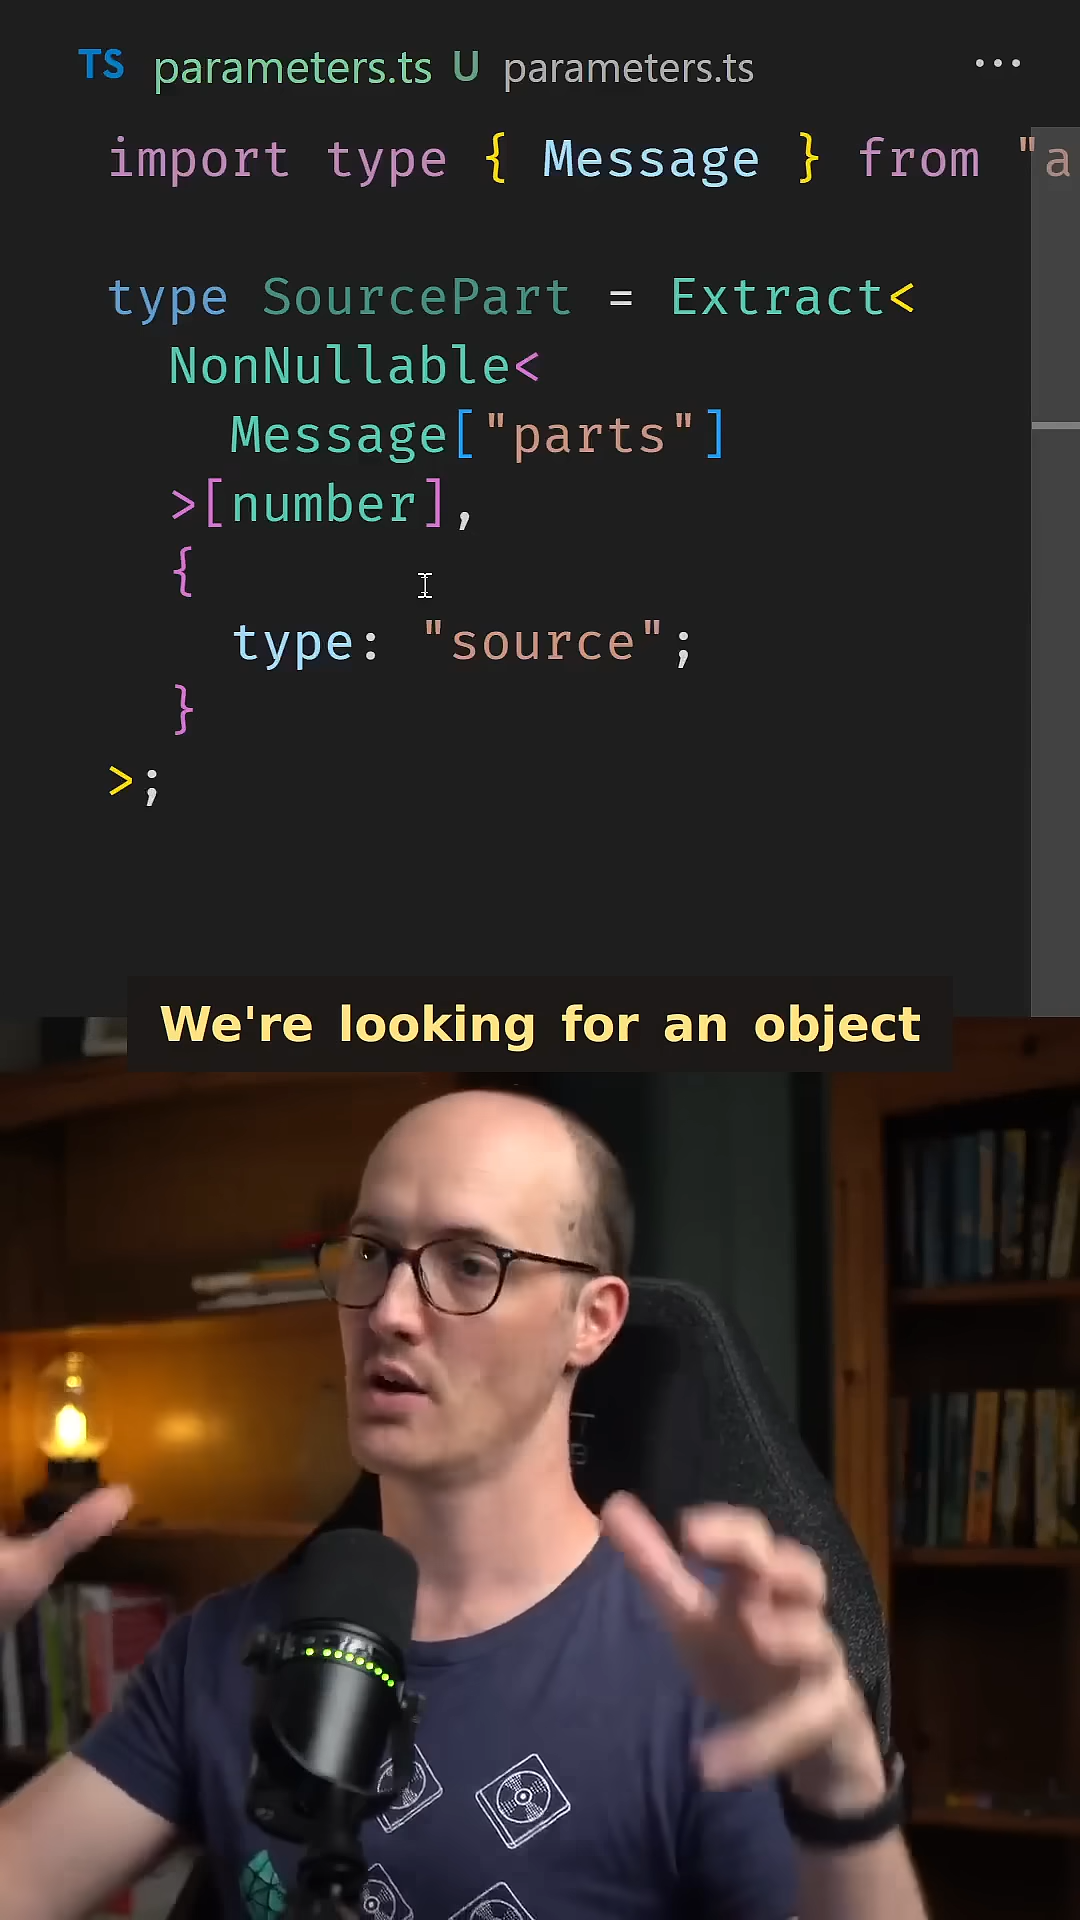 TS parameters.ts U parameters.ts ...
import type { Message } from "a
type SourcePart = Extract<
NonNullable<
Message["parts"]
>[number],
{
type: "source";
}
>;
We're looking for an object